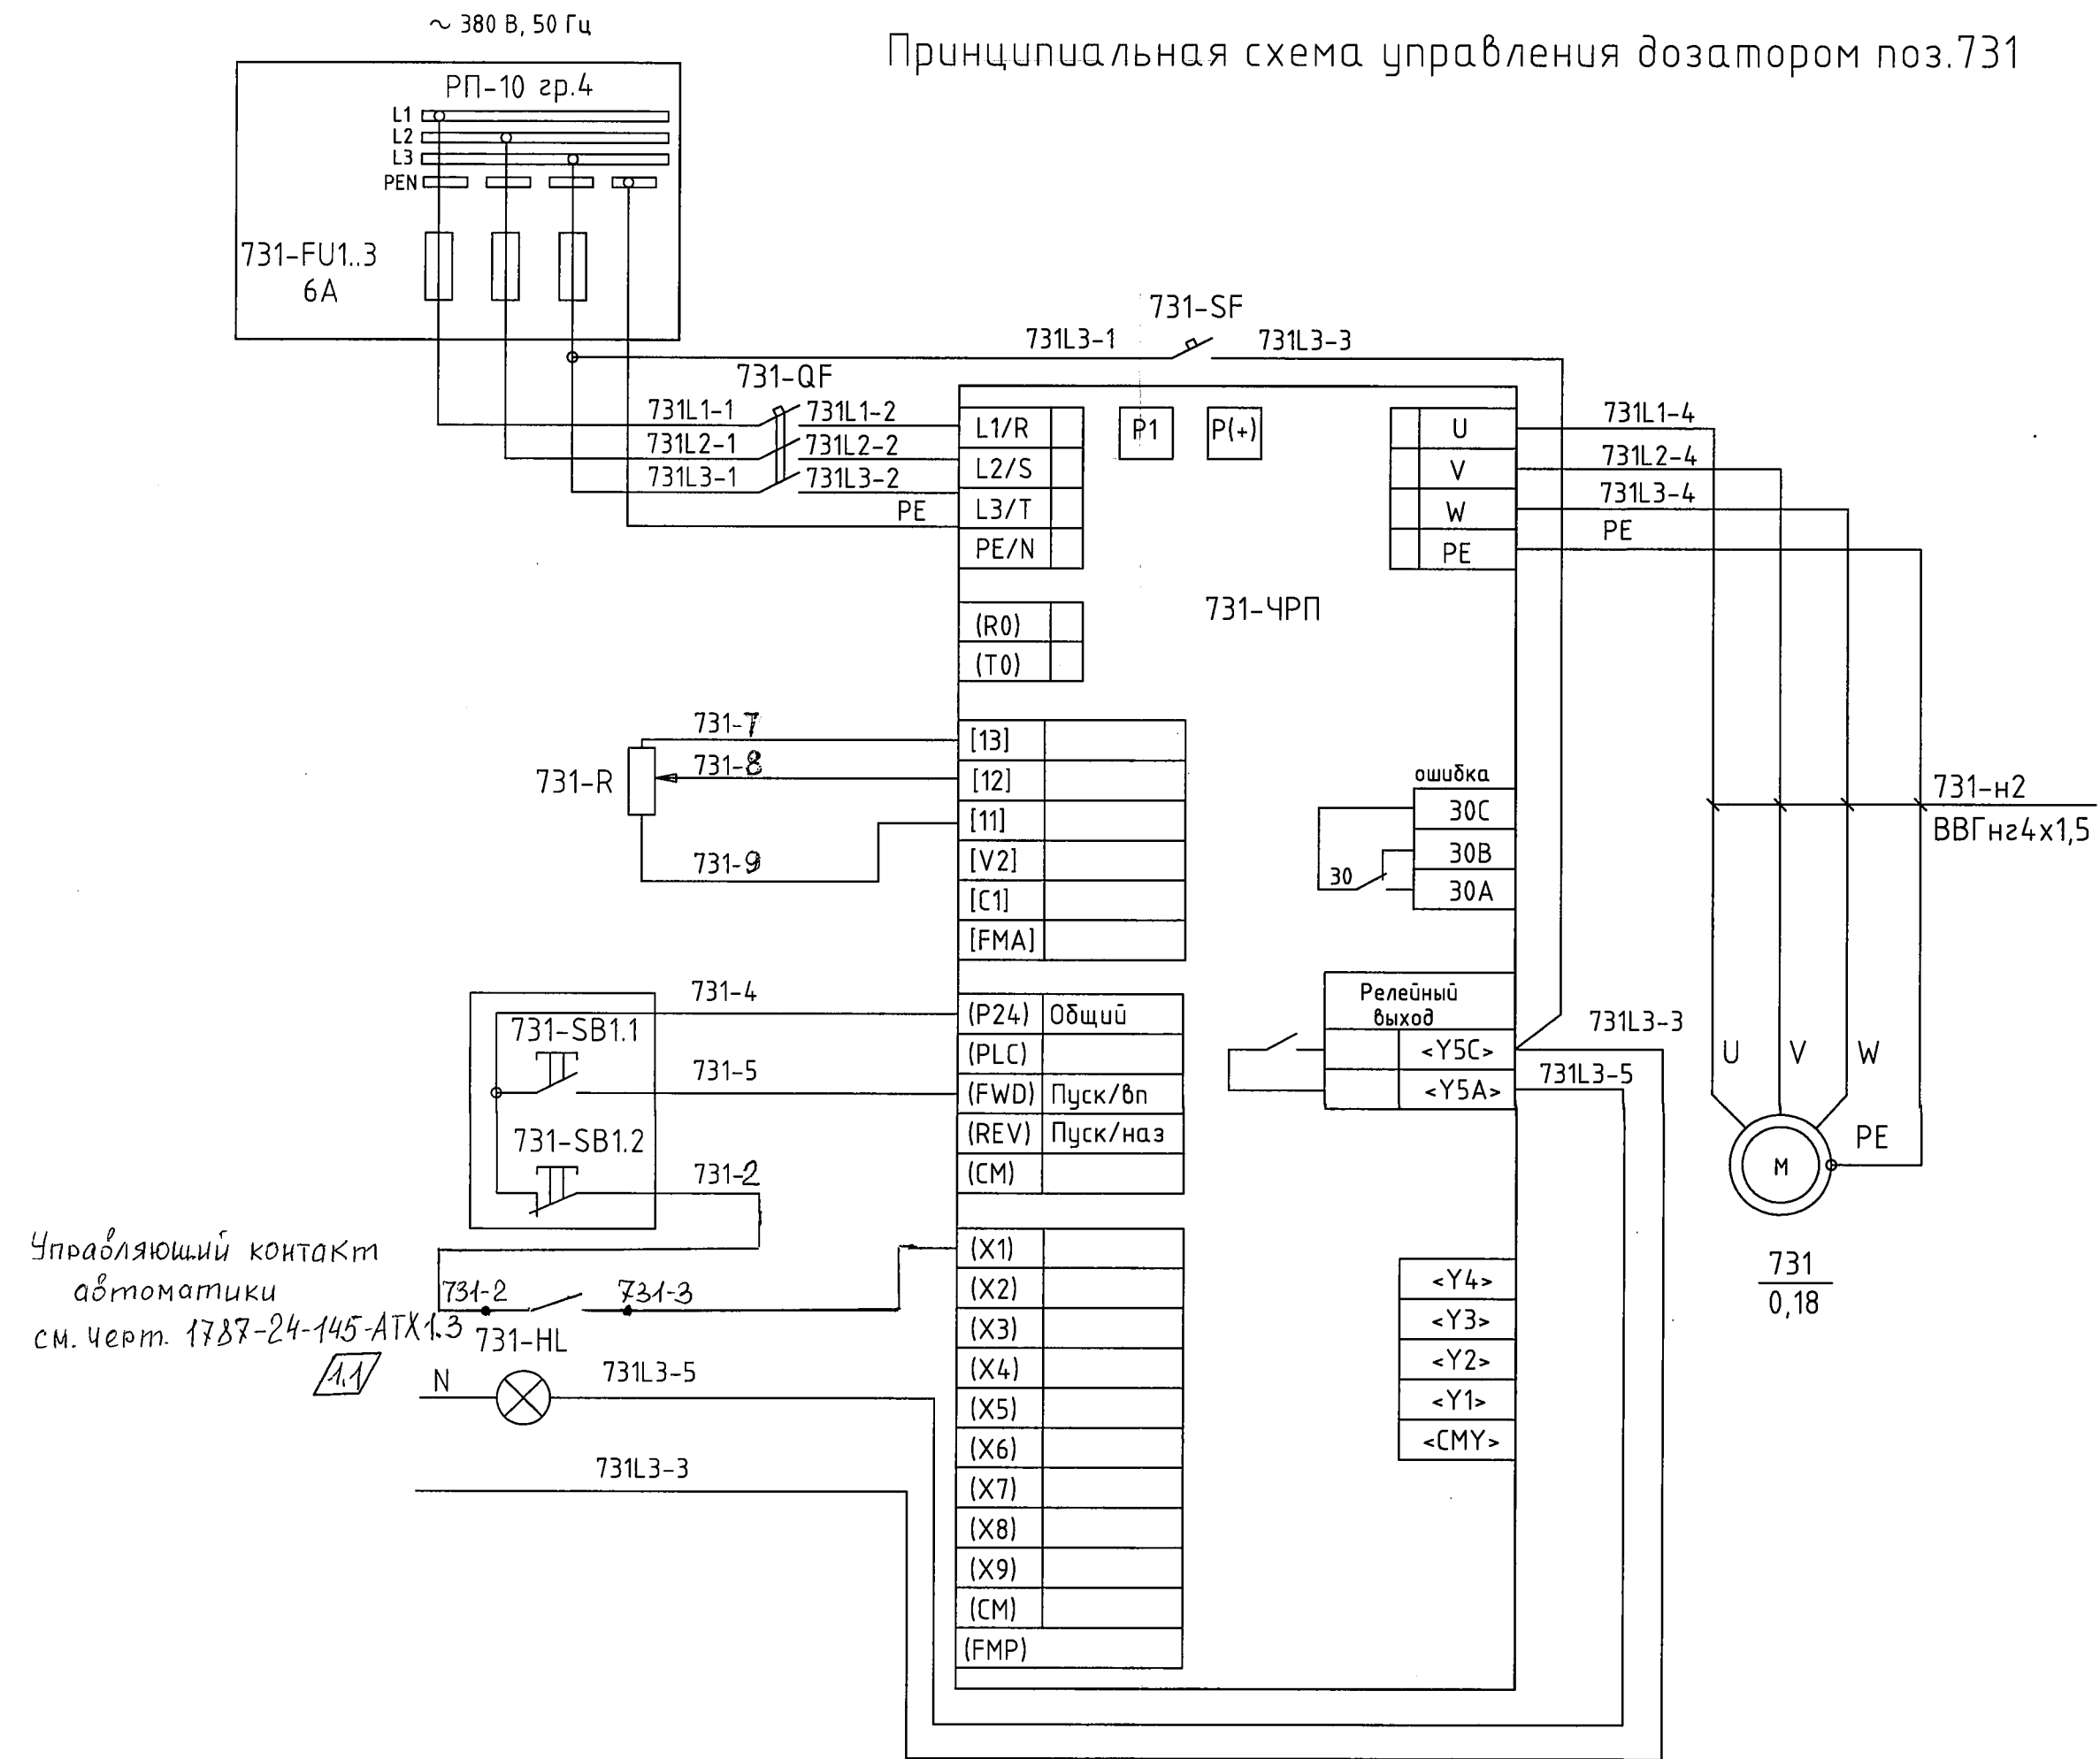 ~ 380 В, 50 Гц
Принципиальная схема управления дозатором поз.731
РП-10 гр.4
L1
L2
L3
PEN
731-FU1..3
6А
731-SF
731L3-1
731L3-3
731-QF
731L1-1
731L1-2
731L2-1
731L2-2
731L3-1
731L3-2
PE
L1/R
L2/S
L3/T
PE/N
P1
P(+)
U
V
W
PE
731L1-4
731L2-4
731L3-4
PE
(R0)
(T0)
731-ЧРП
731-7
731-8
731-R
731-9
[13]
[12]
[11]
[V2]
[C1]
[FMA]
ошибка
30C
30B
30A
30
731-н2
ВВГнг4х1,5
731-4
731-SB1.1
731-5
731-SB1.2
731-2
(P24) Общий
(PLC)
(FWD) Пуск/вп
(REV) Пуск/наз
(CM)
Релейный
выход
<Y5C>
<Y5A>
731L3-3
731L3-5
U
V
W
PE
M
731
0,18
Управляющий контакт
автоматики
см. черт. 1787-24-145-АТХ1.3
1.1
731-2
731-3
731-HL
N
731L3-5
731L3-3
(X1)
(X2)
(X3)
(X4)
(X5)
(X6)
(X7)
(X8)
(X9)
(CM)
(FMP)
<Y4>
<Y3>
<Y2>
<Y1>
<CMY>